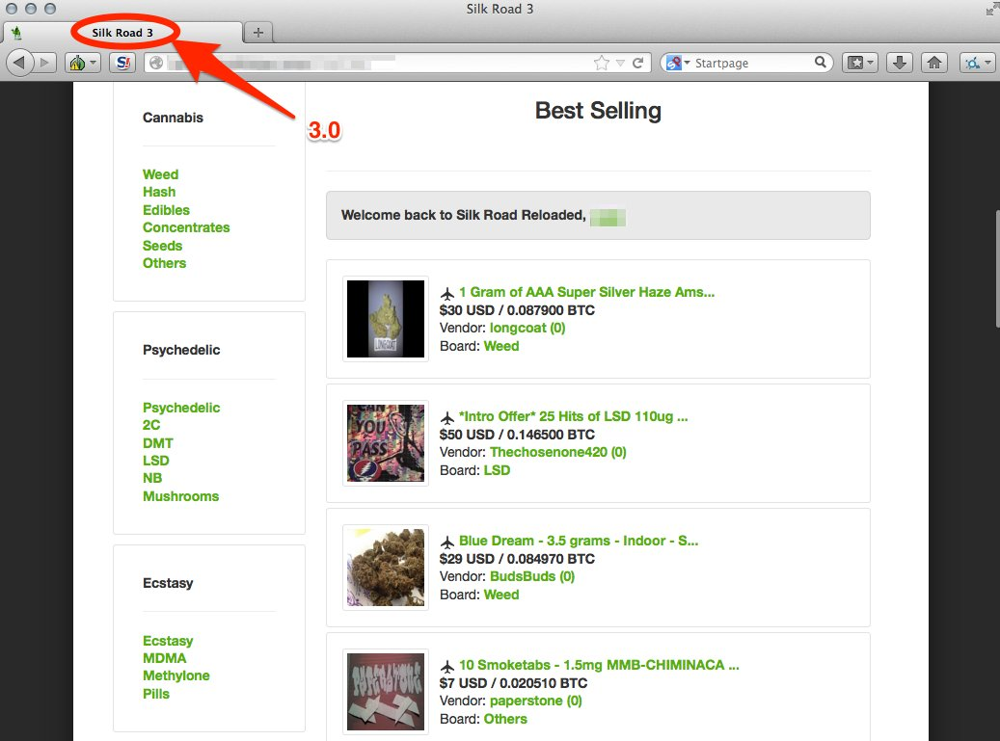 Silk Road 3
Silk Road 3
Startpage
3.0
Cannabis
Weed
Hash
Edibles
Concentrates
Seeds
Others
Psychedelic
Psychedelic
2C
DMT
LSD
NB
Mushrooms
Ecstasy
Ecstasy
MDMA
Methylone
Pills
Best Selling
Welcome back to Silk Road Reloaded,
1 Gram of AAA Super Silver Haze Ams...
$30 USD / 0.087900 BTC
Vendor: longcoat (0)
Board: Weed
LONGCOAT
*Intro Offer* 25 Hits of LSD 110ug ...
$50 USD / 0.146500 BTC
Vendor: Thechosenone420 (0)
Board: LSD
CAN
YOU
PASS
Blue Dream - 3.5 grams - Indoor - S...
$29 USD / 0.084970 BTC
Vendor: BudsBuds (0)
Board: Weed
10 Smoketabs - 1.5mg MMB-CHIMINACA ...
$7 USD / 0.020510 BTC
Vendor: paperstone (0)
Board: Others